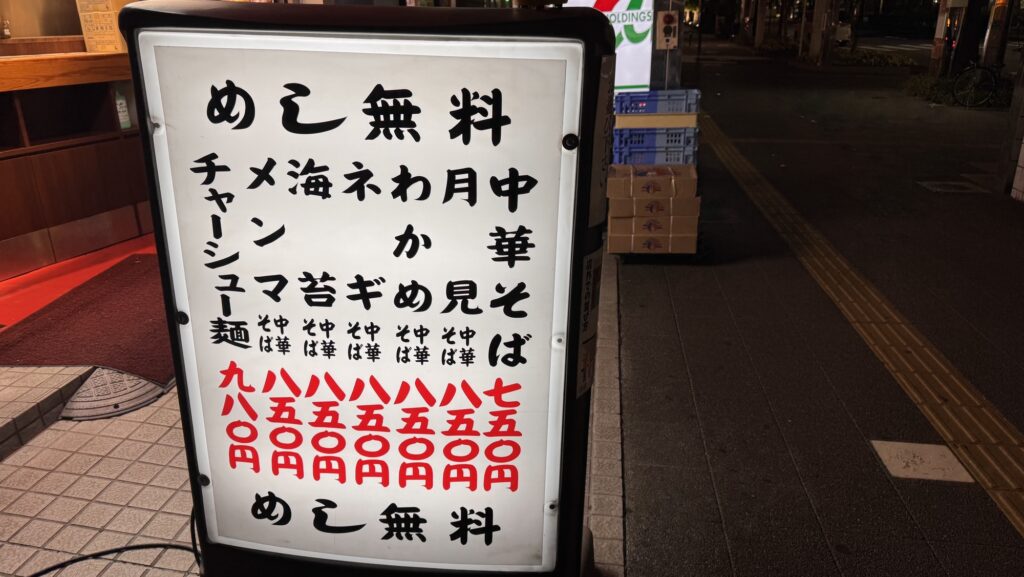 めし無料
中華そば 七五〇円
月見中華そば 八五〇円
わかめ中華そば 八五〇円
ネギ中華そば 八五〇円
海苔中華そば 八五〇円
メンマ中華そば 八五〇円
チャーシュー麺 九八〇円
めし無料
HOLDINGS